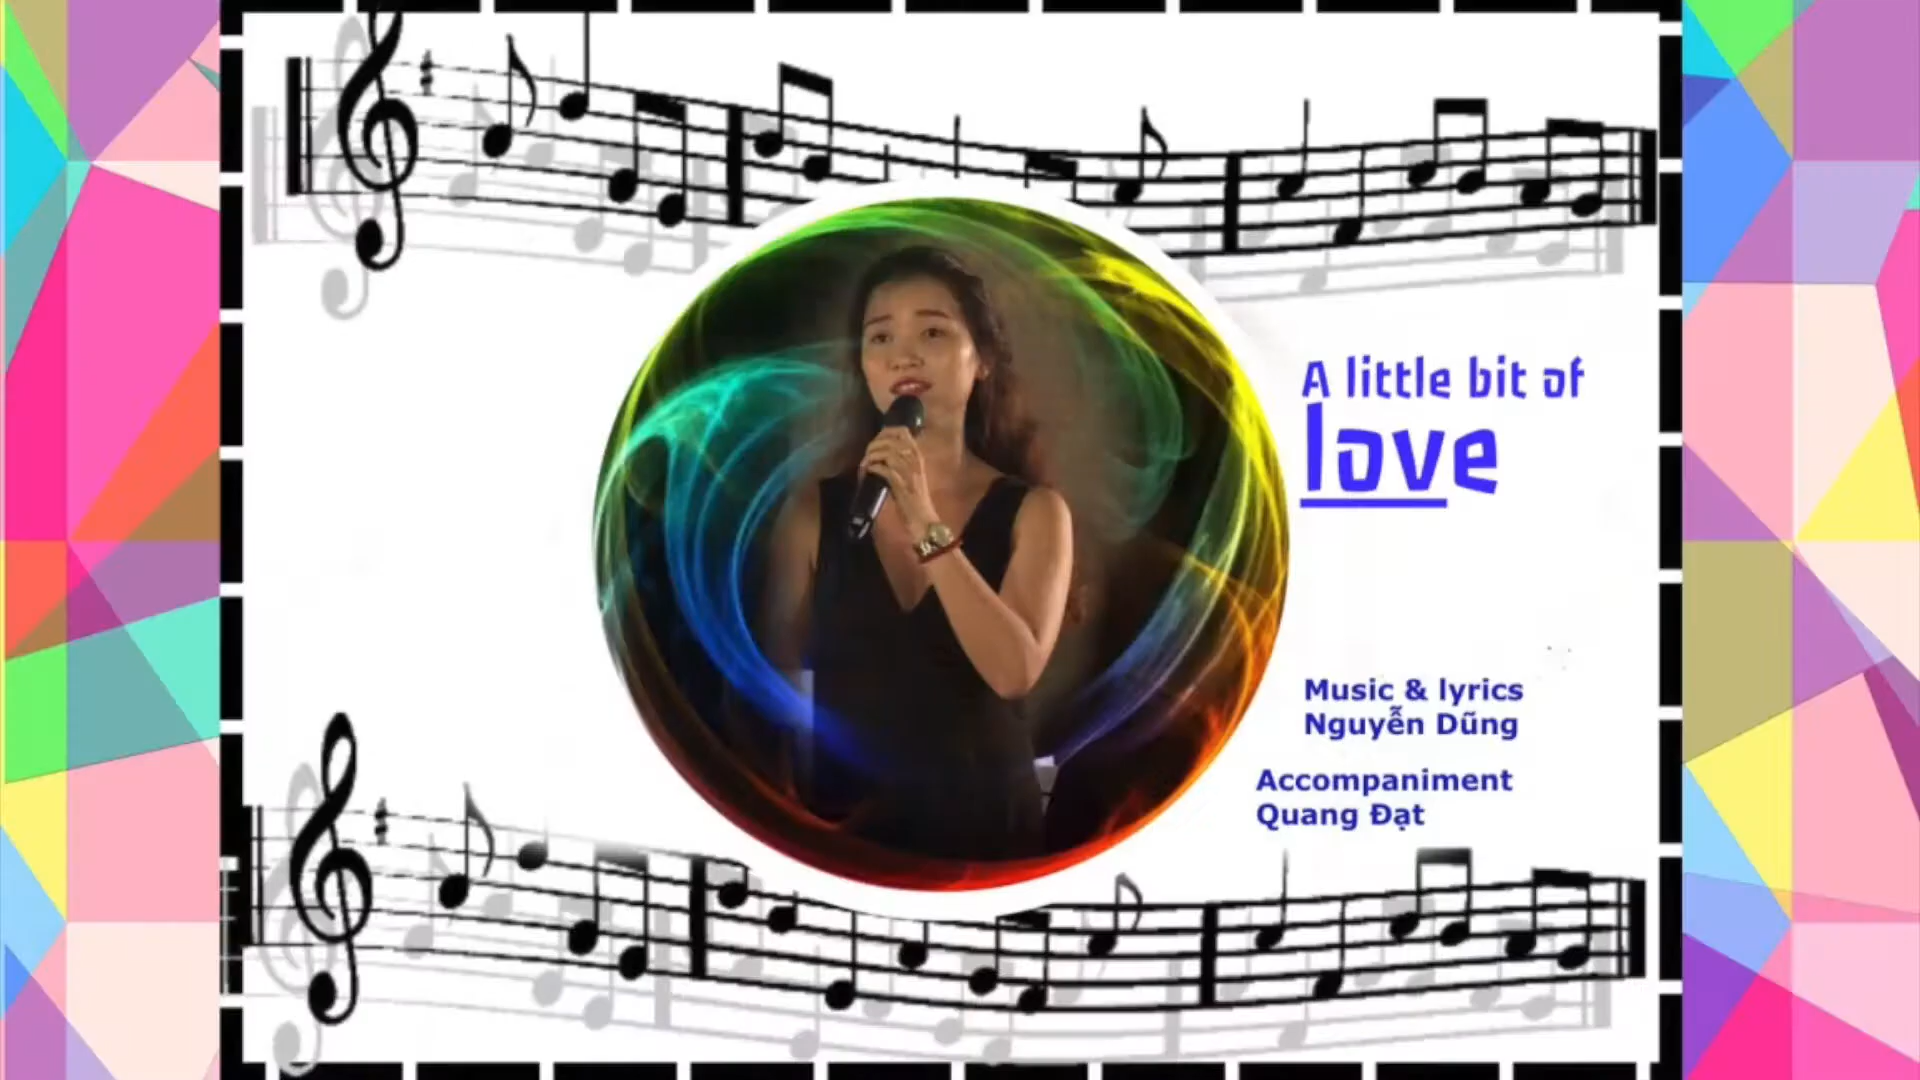 A little bit of
love
Music & lyrics
Nguyễn Dũng
Accompaniment
Quang Đạt